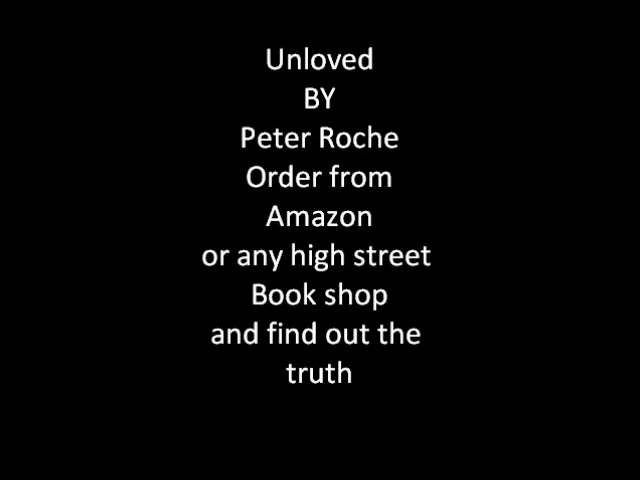 Unloved
BY
Peter Roche
Order from
Amazon
or any high street
Book shop
and find out the
truth